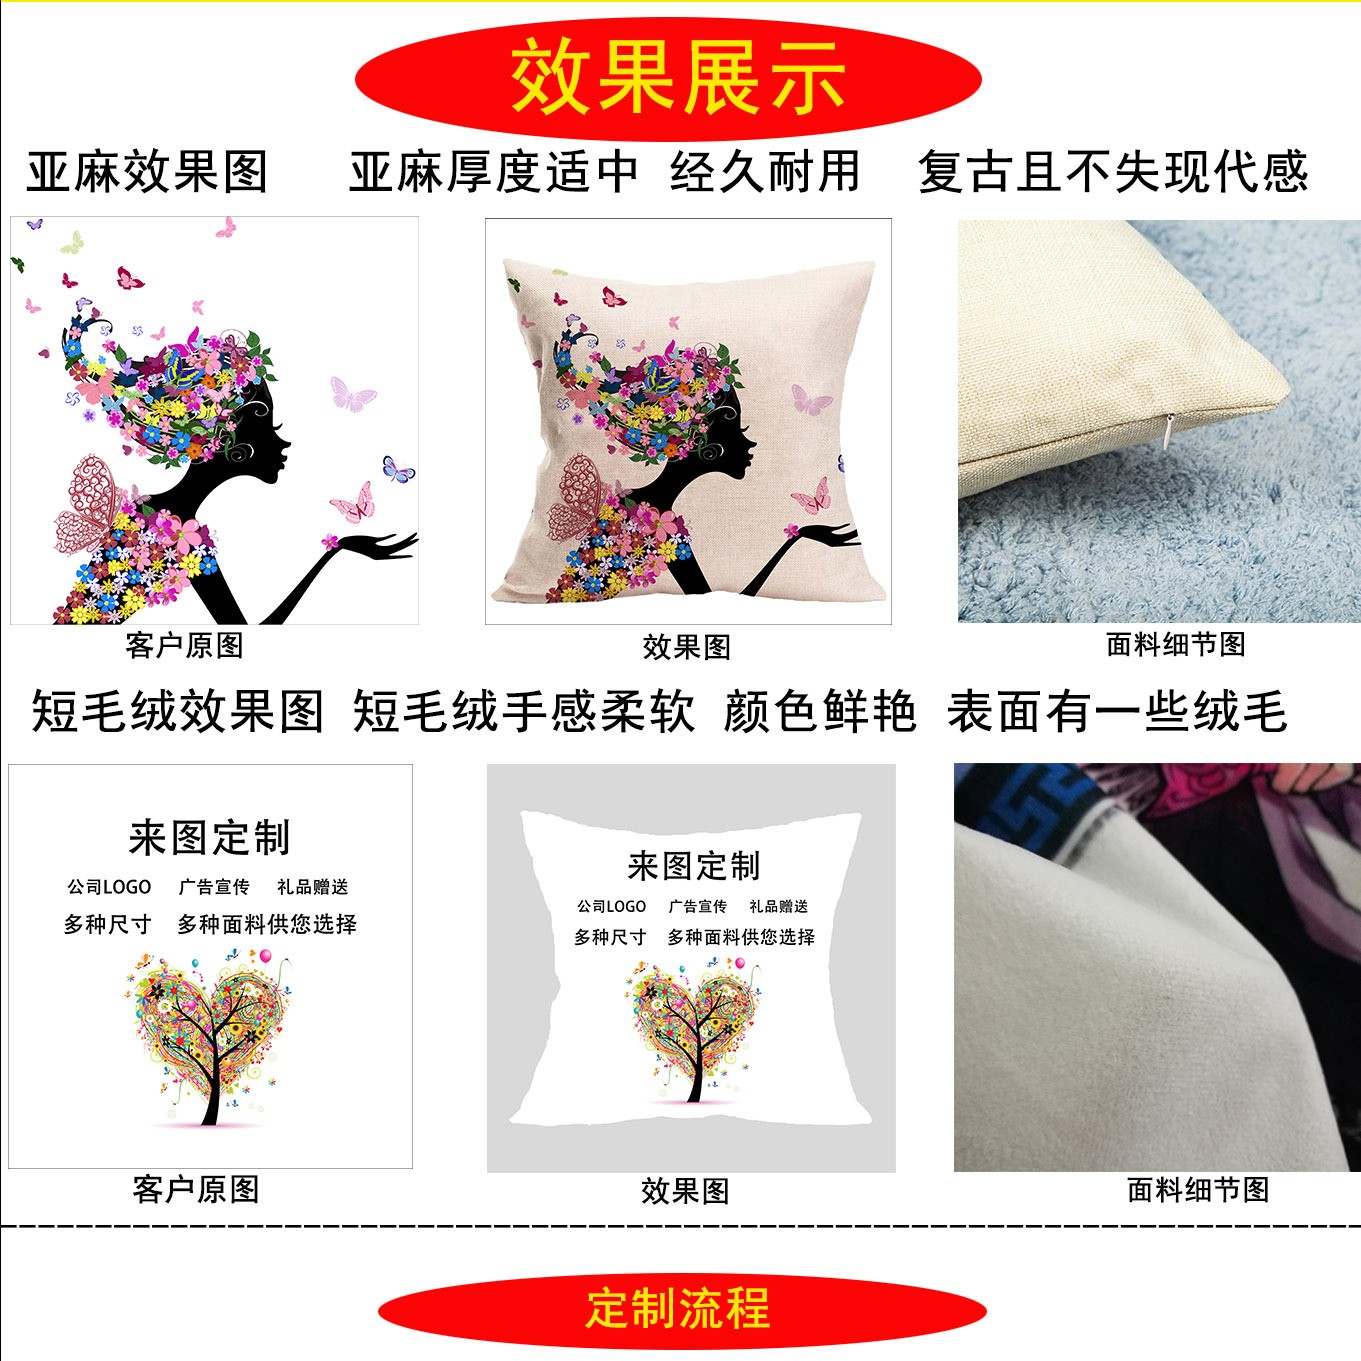 效果展示
亚麻效果图 亚麻厚度适中 经久耐用 复古且不失现代感
客户原图 效果图 面料细节图
短毛绒效果图 短毛绒手感柔软 颜色鲜艳 表面有一些绒毛
来图定制
公司LOGO 广告宣传 礼品赠送
多种尺寸 多种面料供您选择
来图定制
公司LOGO 广告宣传 礼品赠送
多种尺寸 多种面料供您选择
客户原图 效果图 面料细节图
定制流程